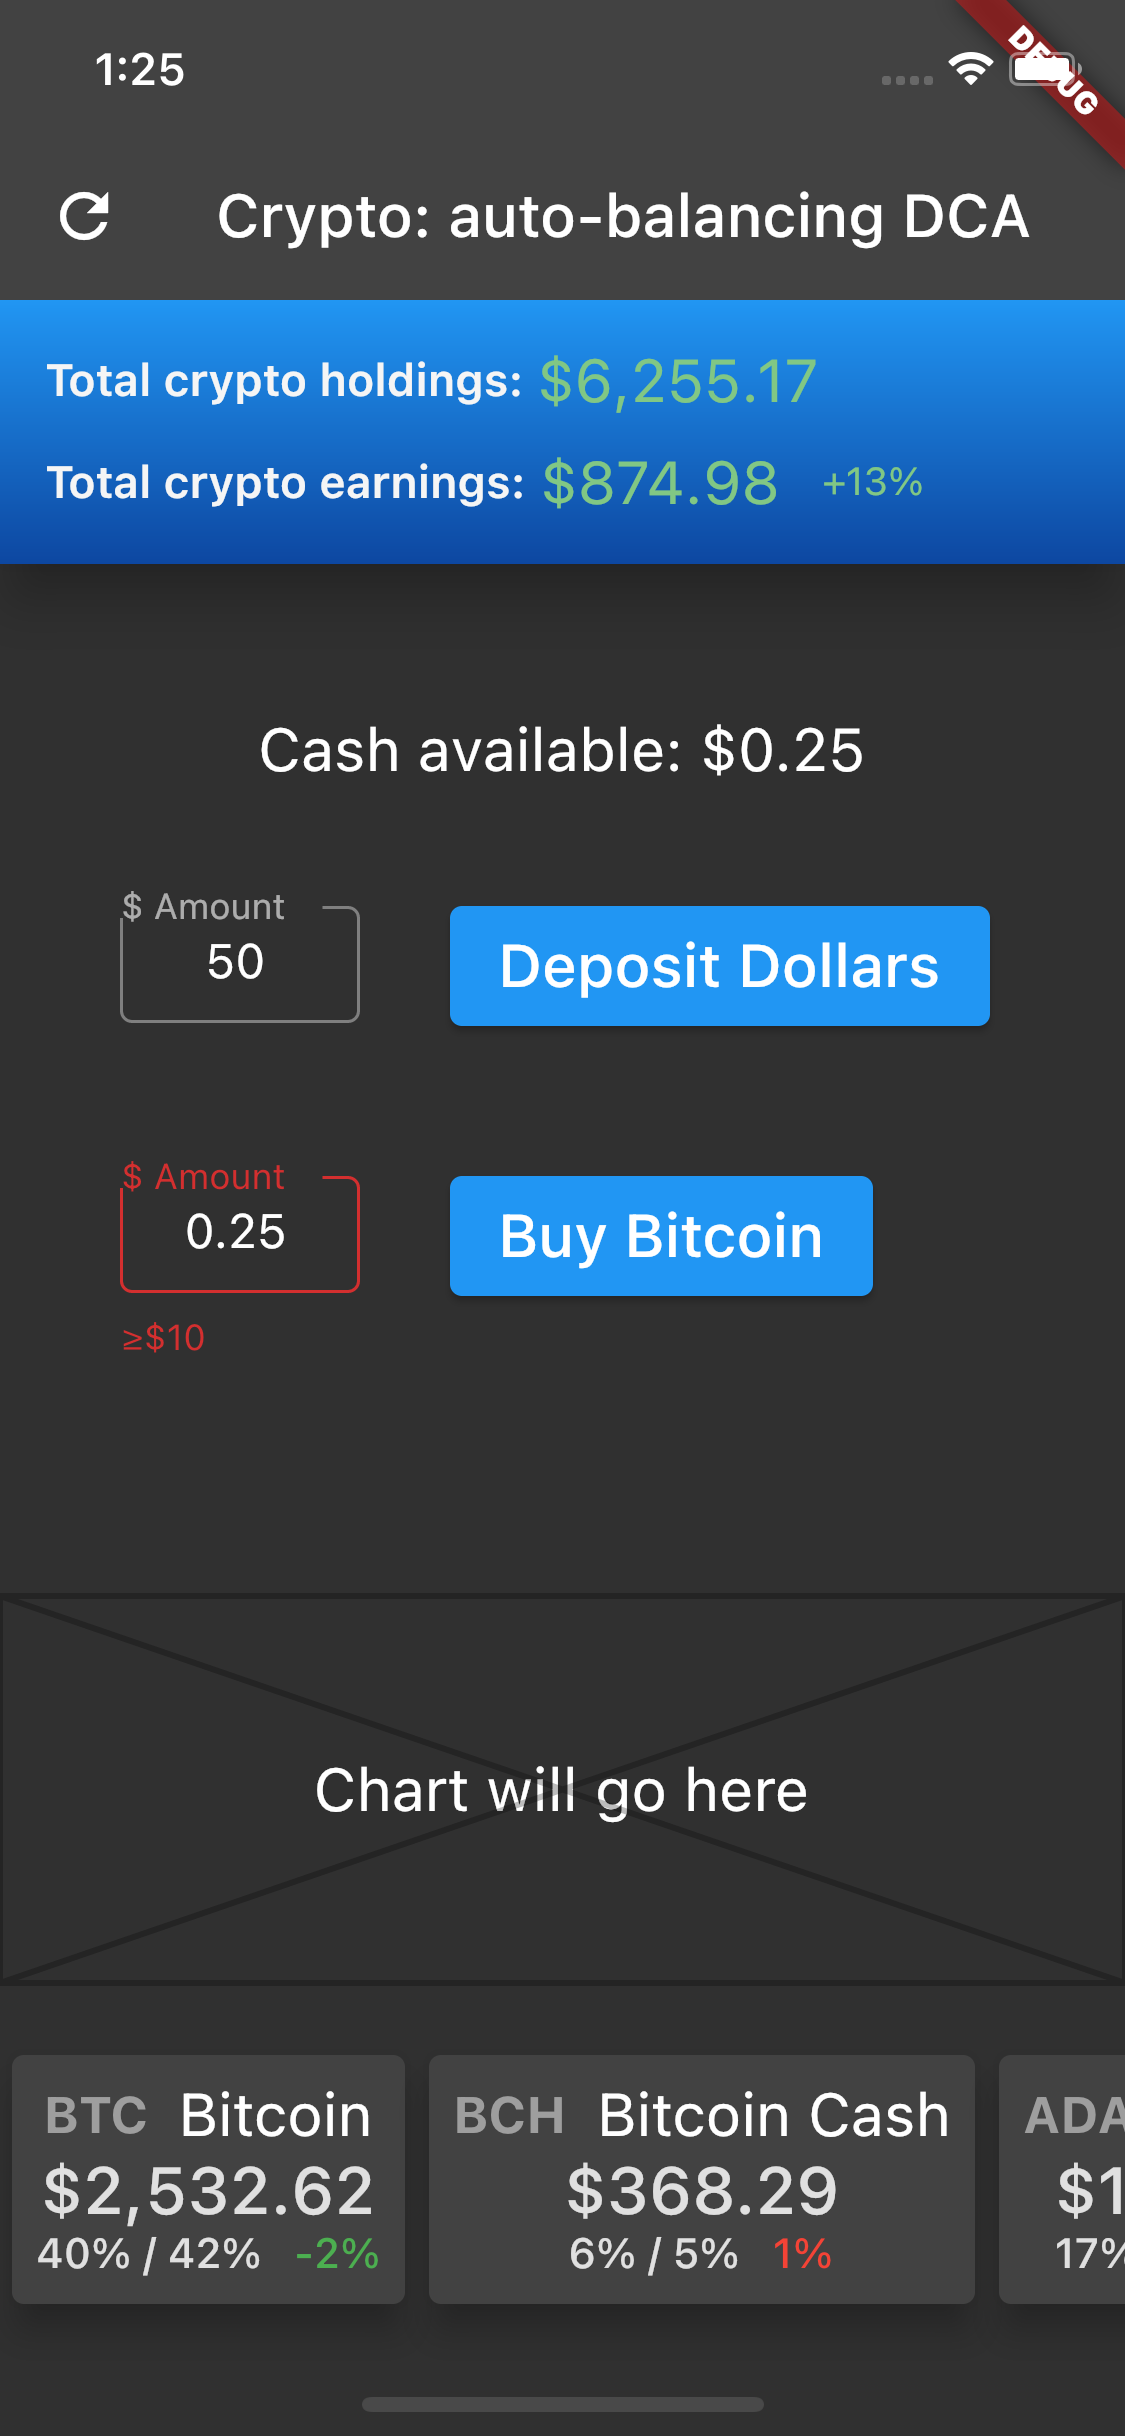 1:25
DEBUG
Crypto: auto-balancing DCA
Total crypto holdings: $6,255.17
Total crypto earnings: $874.98 +13%
Cash available: $0.25
$ Amount
50
Deposit Dollars
$ Amount
0.25
Buy Bitcoin
≥$10
Chart will go here
BTC Bitcoin
$2,532.62
40% / 42% -2%
BCH Bitcoin Cash
$368.29
6% / 5% 1%
ADA
$1
17%